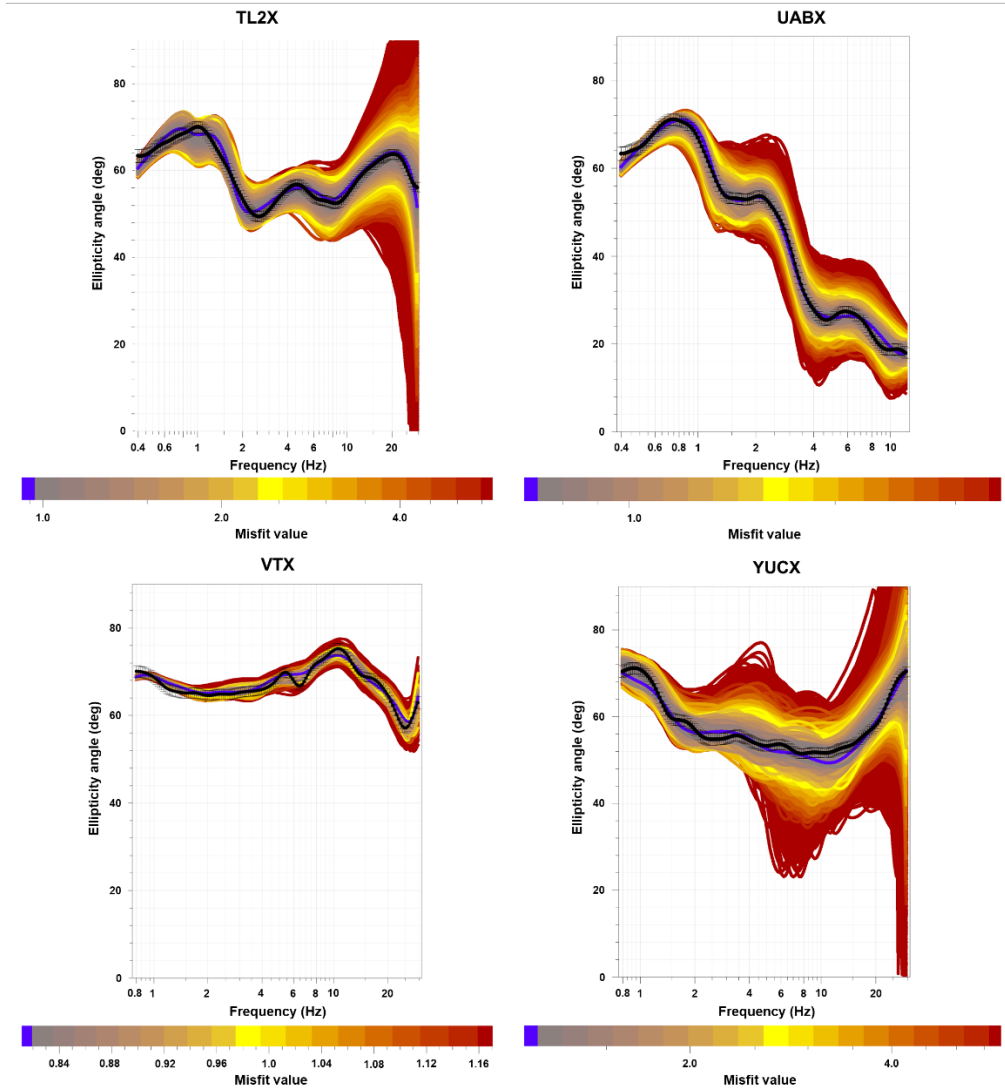 TL2X
UABX
Ellipticity angle (deg)
80
60
40
20
0
0.4 0.6 1 2 4 6 10 20
Frequency (Hz)
1.0 2.0 4.0
Misfit value
Ellipticity angle (deg)
80
60
40
20
0
0.4 0.6 0.8 1 2 4 6 8 10
Frequency (Hz)
1.0
Misfit value
VTX
YUCX
Ellipticity angle (deg)
80
60
40
20
0
0.8 1 2 4 6 10 20
Frequency (Hz)
0.84 0.88 0.92 0.96 1.0 1.04 1.08 1.12 1.16
Misfit value
Ellipticity angle (deg)
80
60
40
20
0
0.8 1 2 4 6 8 10 20
Frequency (Hz)
2.0 4.0
Misfit value